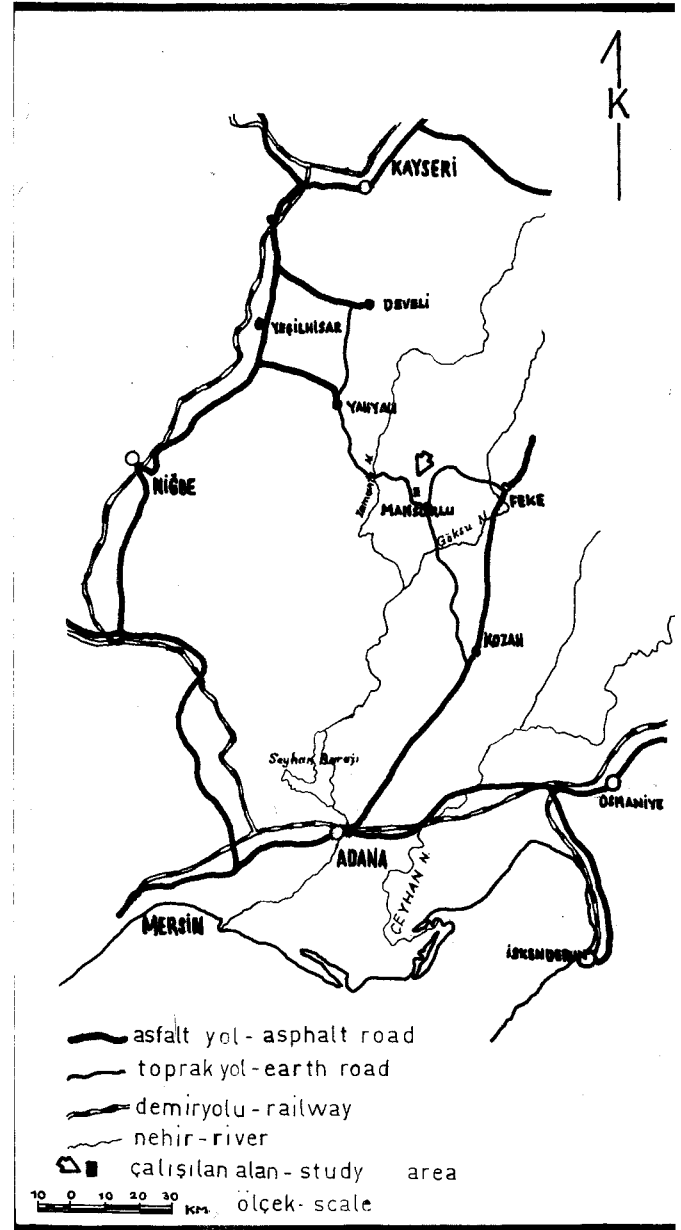 K
KAYSERİ
DEVELİ
YEŞİLHİSAR
YAHYALI
NİĞDE
Zamantı N.
MANSURLU
FEKE
Göksu N.
KOZAN
Seyhan Barajı
OSMANİYE
ADANA
CEYHAN N.
MERSİN
İSKENDERUN
asfalt yol-asphalt road
toprak yol-earth road
demiryolu-railway
nehir-river
çalışılan alan-study area
10 0 10 20 30
KM. ölçek-scale